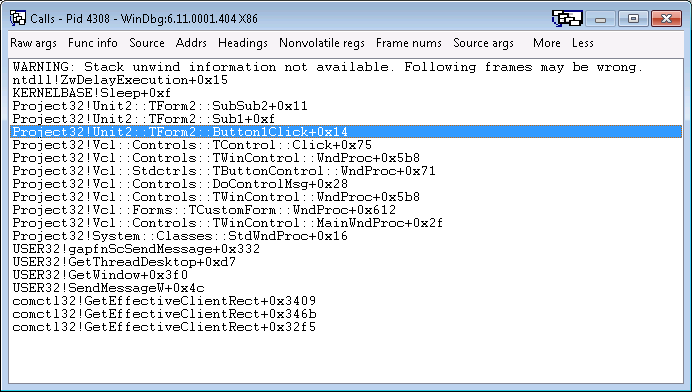 Calls - Pid 4308 - WinDbg:6.11.0001.404 X86
Raw args Func info Source Addrs Headings Nonvolatile regs Frame nums Source args More Less
WARNING: Stack unwind information not available. Following frames may be wrong.
ntdll!ZwDelayExecution+0x15
KERNELBASE!Sleep+0xf
Project32!Unit2::TForm2::SubSub2+0x11
Project32!Unit2::TForm2::Sub1+0xf
Project32!Unit2::TForm2::Button1Click+0x14
Project32!Vcl::Controls::TControl::Click+0x75
Project32!Vcl::Controls::TWinControl::WndProc+0x5b8
Project32!Vcl::Stdctrls::TButtonControl::WndProc+0x71
Project32!Vcl::Controls::DoControlMsg+0x28
Project32!Vcl::Controls::TWinControl::WndProc+0x5b8
Project32!Vcl::Forms::TCustomForm::WndProc+0x612
Project32!Vcl::Controls::TWinControl::MainWndProc+0x2f
Project32!System::Classes::StdWndProc+0x16
USER32!gapfnScSendMessage+0x332
USER32!GetThreadDesktop+0xd7
USER32!GetWindow+0x3f0
USER32!SendMessageW+0x4c
comctl32!GetEffectiveClientRect+0x3409
comctl32!GetEffectiveClientRect+0x346b
comctl32!GetEffectiveClientRect+0x32f5